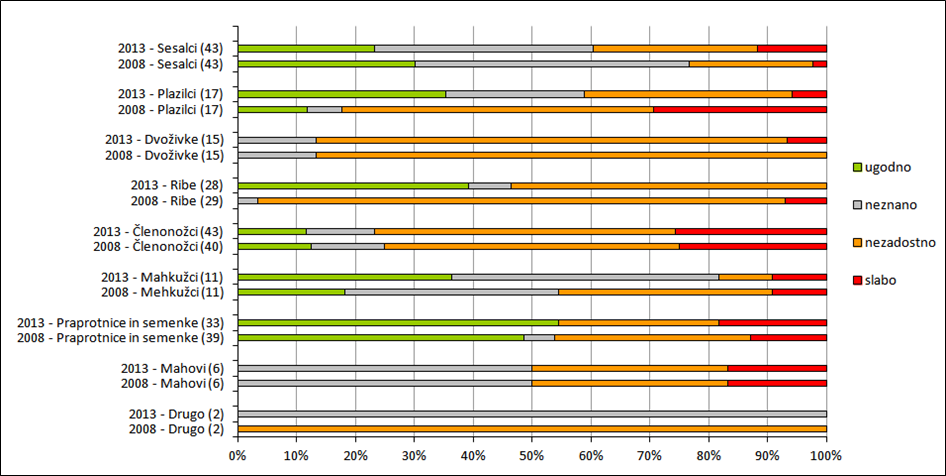 2013 - Sesalci (43)
2008 - Sesalci (43)
2013 - Plazilci (17)
2008 - Plazilci (17)
2013 - Dvoživke (15)
2008 - Dvoživke (15)
2013 - Ribe (28)
2008 - Ribe (29)
2013 - Členonožci (43)
2008 - Členonožci (40)
2013 - Mahkužci (11)
2008 - Mehkužci (11)
2013 - Praprotnice in semenke (33)
2008 - Praprotnice in semenke (39)
2013 - Mahovi (6)
2008 - Mahovi (6)
2013 - Drugo (2)
2008 - Drugo (2)
0% 10% 20% 30% 40% 50% 60% 70% 80% 90% 100%
ugodno
neznano
nezadostno
slabo